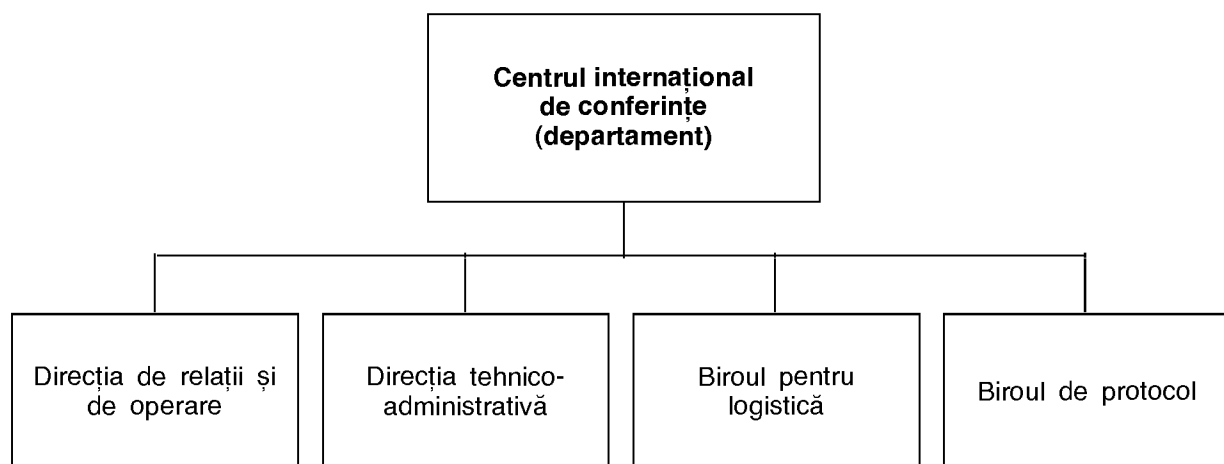 Centrul internațional
de conferințe
(departament)
Direcția de relații și
de operare
Direcția tehnico-
administrativă
Biroul pentru
logistică
Biroul de protocol